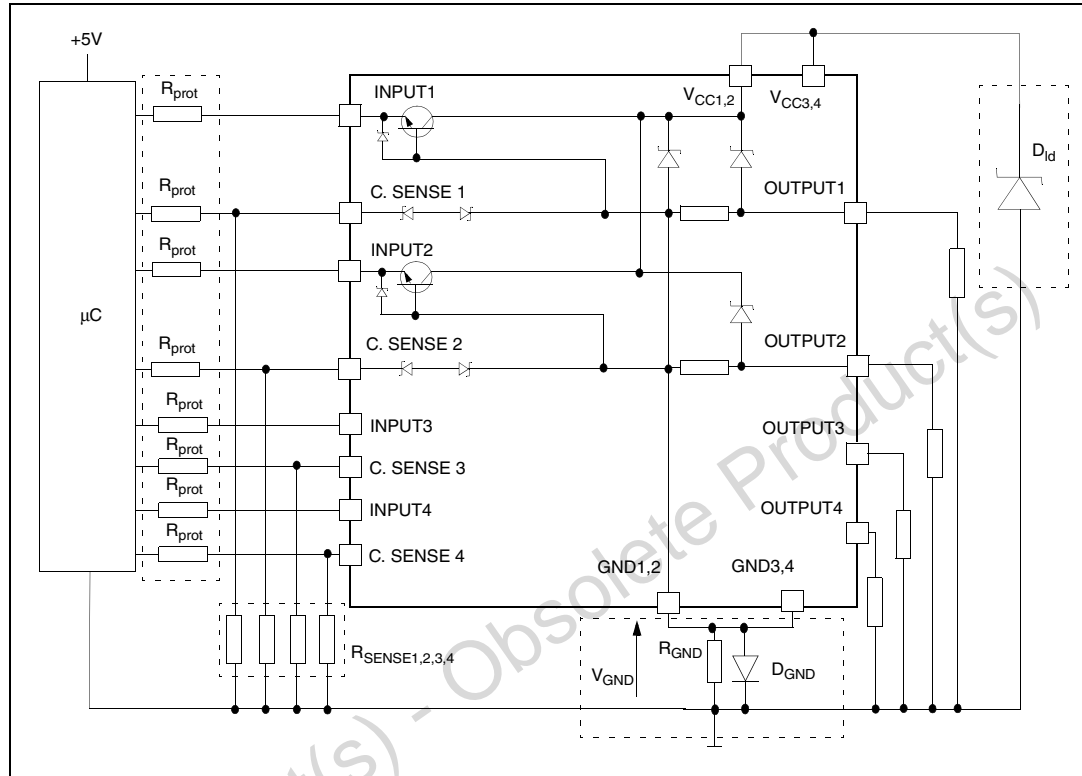 +5V
Rprot
INPUT1
VCC1,2
VCC3,4
Dld
Rprot
C. SENSE 1
OUTPUT1
Rprot
INPUT2
µC
Rprot
C. SENSE 2
OUTPUT2
Rprot
INPUT3
OUTPUT3
Rprot
C. SENSE 3
Rprot
INPUT4
OUTPUT4
Rprot
C. SENSE 4
GND1,2
GND3,4
RSENSE1,2,3,4
VGND
RGND
DGND
t(s) - Obsolete Product(s)